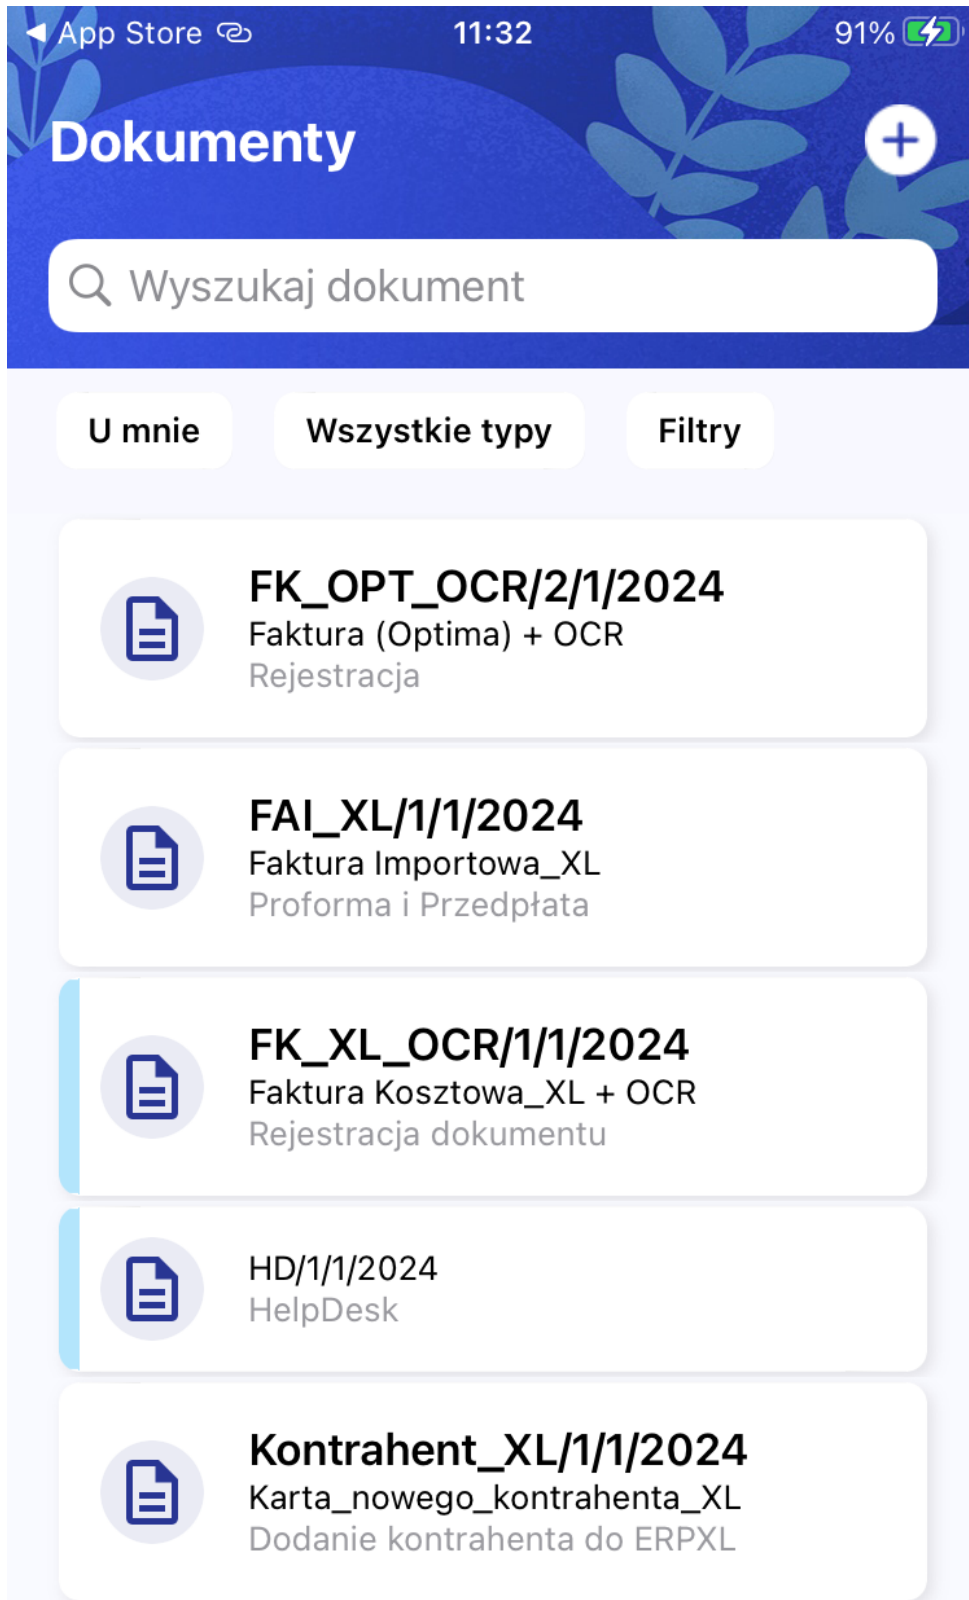 App Store
11:32
91%
Dokumenty
Wyszukaj dokument
U mnie
Wszystkie typy
Filtry
FK_OPT_OCR/2/1/2024
Faktura (Optima) + OCR
Rejestracja
FAI_XL/1/1/2024
Faktura Importowa_XL
Proforma i Przedpłata
FK_XL_OCR/1/1/2024
Faktura Kosztowa_XL + OCR
Rejestracja dokumentu
HD/1/1/2024
HelpDesk
Kontrahent_XL/1/1/2024
Karta_nowego_kontrahenta_XL
Dodanie kontrahenta do ERPXL